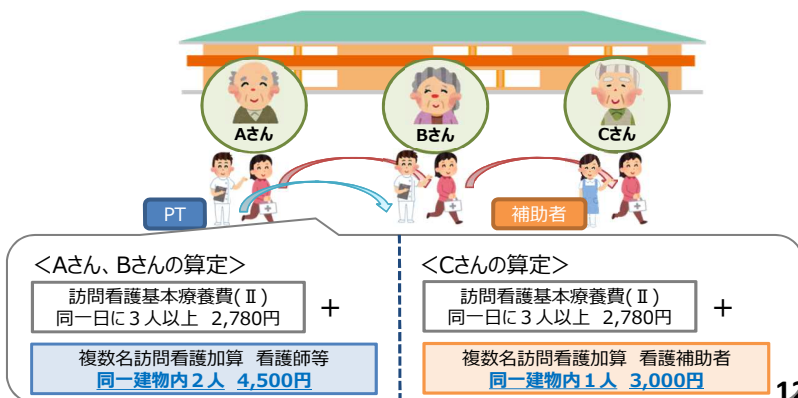 Aさん
Bさん
Cさん
PT
補助者
<Aさん、Bさんの算定>
訪問看護基本療養費(Ⅱ)
同一日に3人以上 2,780円
+
複数名訪問看護加算 看護師等
同一建物内2人 4,500円
<Cさんの算定>
訪問看護基本療養費(Ⅱ)
同一日に3人以上 2,780円
+
複数名訪問看護加算 看護補助者
同一建物内1人 3,000円
12